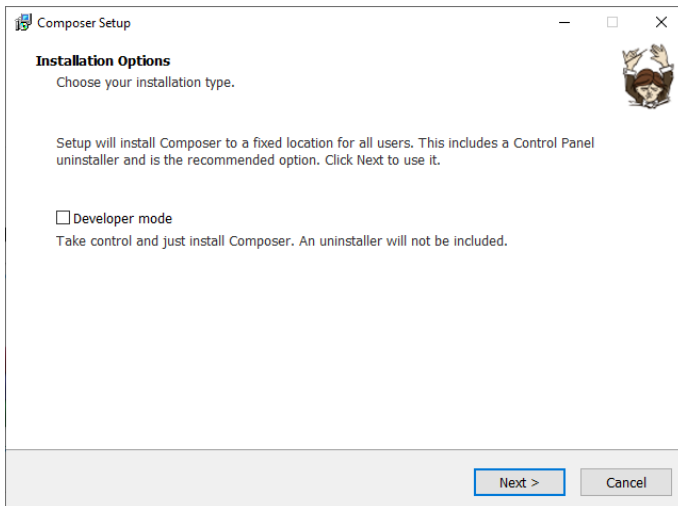 Composer Setup
Installation Options
Choose your installation type.
Setup will install Composer to a fixed location for all users. This includes a Control Panel
uninstaller and is the recommended option. Click Next to use it.
Developer mode
Take control and just install Composer. An uninstaller will not be included.
Next >
Cancel